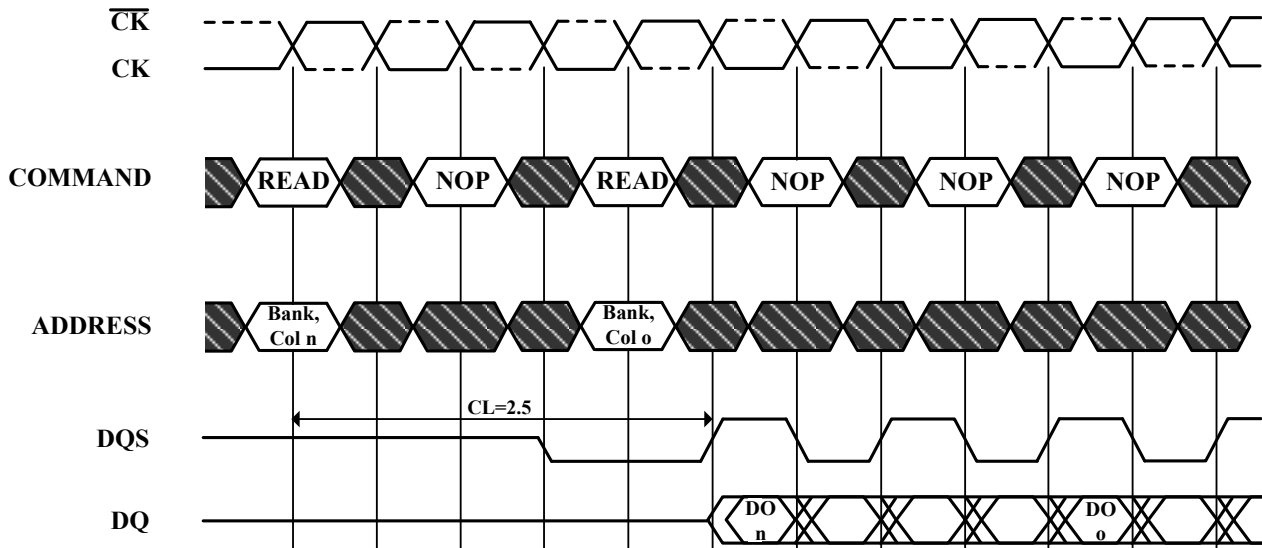 CK
CK
COMMAND
READ
NOP
READ
NOP
NOP
NOP
ADDRESS
Bank,
Col n
Bank,
Col o
CL=2.5
DQS
DQ
DO
n
DO
o